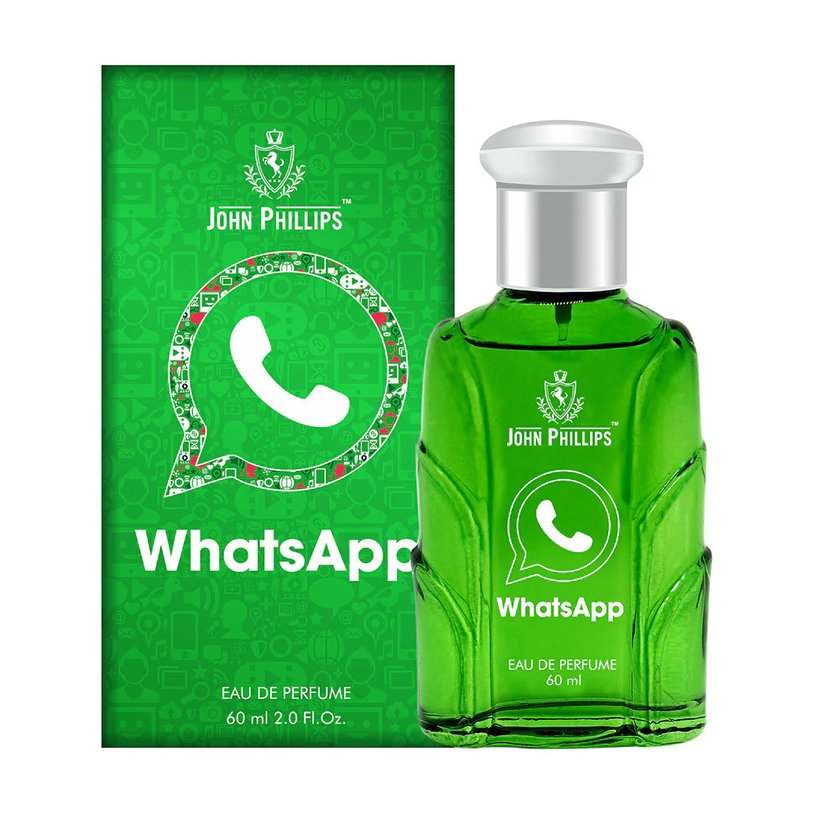 JOHN PHILLIPS™
WhatsApp
EAU DE PERFUME
60 ml 2.0 Fl.Oz.
JOHN PHILLIPS™
WhatsApp
EAU DE PERFUME
60 ml